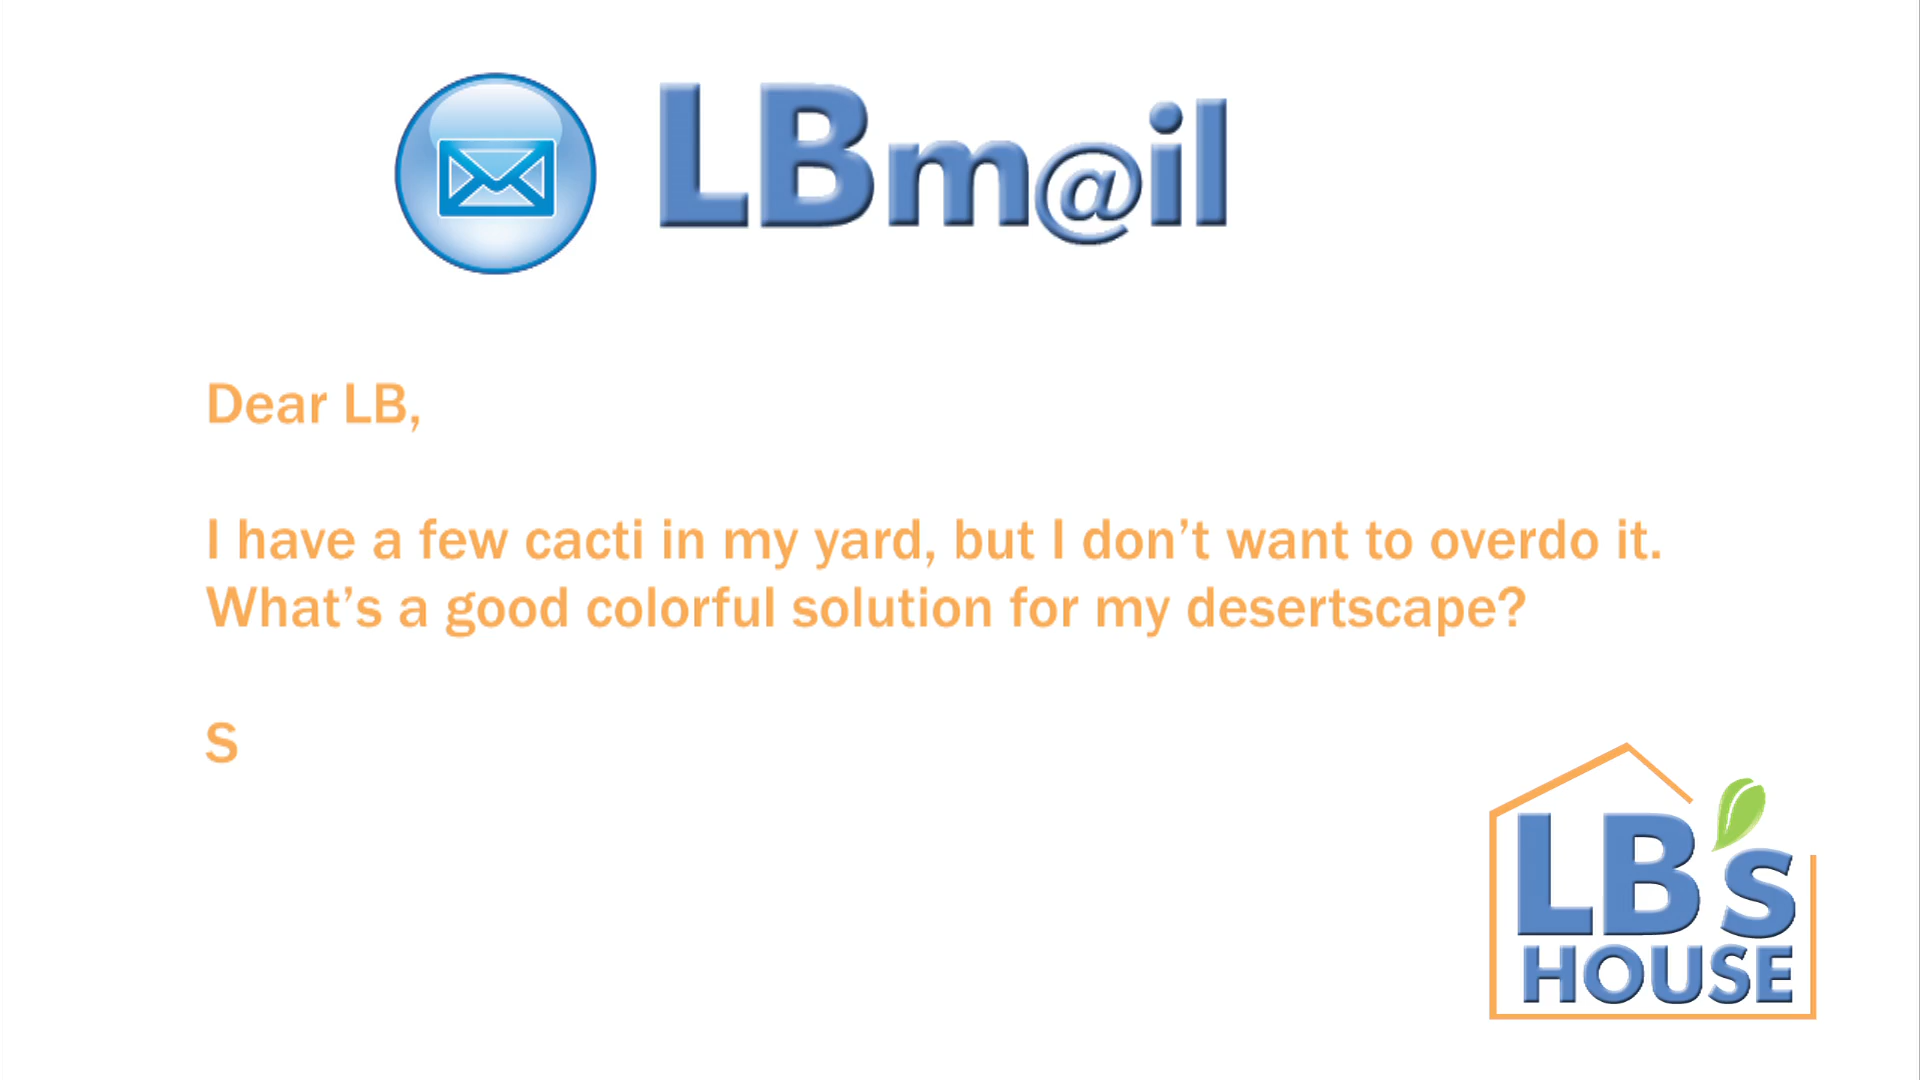 LBm@il
Dear LB,
I have a few cacti in my yard, but I don’t want to overdo it.
What’s a good colorful solution for my desertscape?
S
LB's
HOUSE